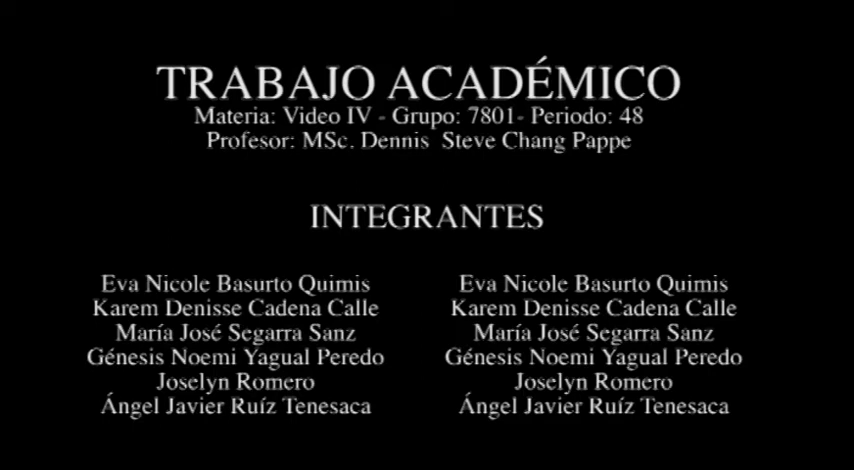 TRABAJO ACADÉMICO
Materia: Video IV - Grupo: 7801- Periodo: 48
Profesor: MSc. Dennis Steve Chang Pappe
INTEGRANTES
Eva Nicole Basurto Quimis
Karem Denisse Cadena Calle
María José Segarra Sanz
Génesis Noemi Yagual Peredo
Joselyn Romero
Ángel Javier Ruíz Tenesaca
Eva Nicole Basurto Quimis
Karem Denisse Cadena Calle
María José Segarra Sanz
Génesis Noemi Yagual Peredo
Joselyn Romero
Ángel Javier Ruíz Tenesaca